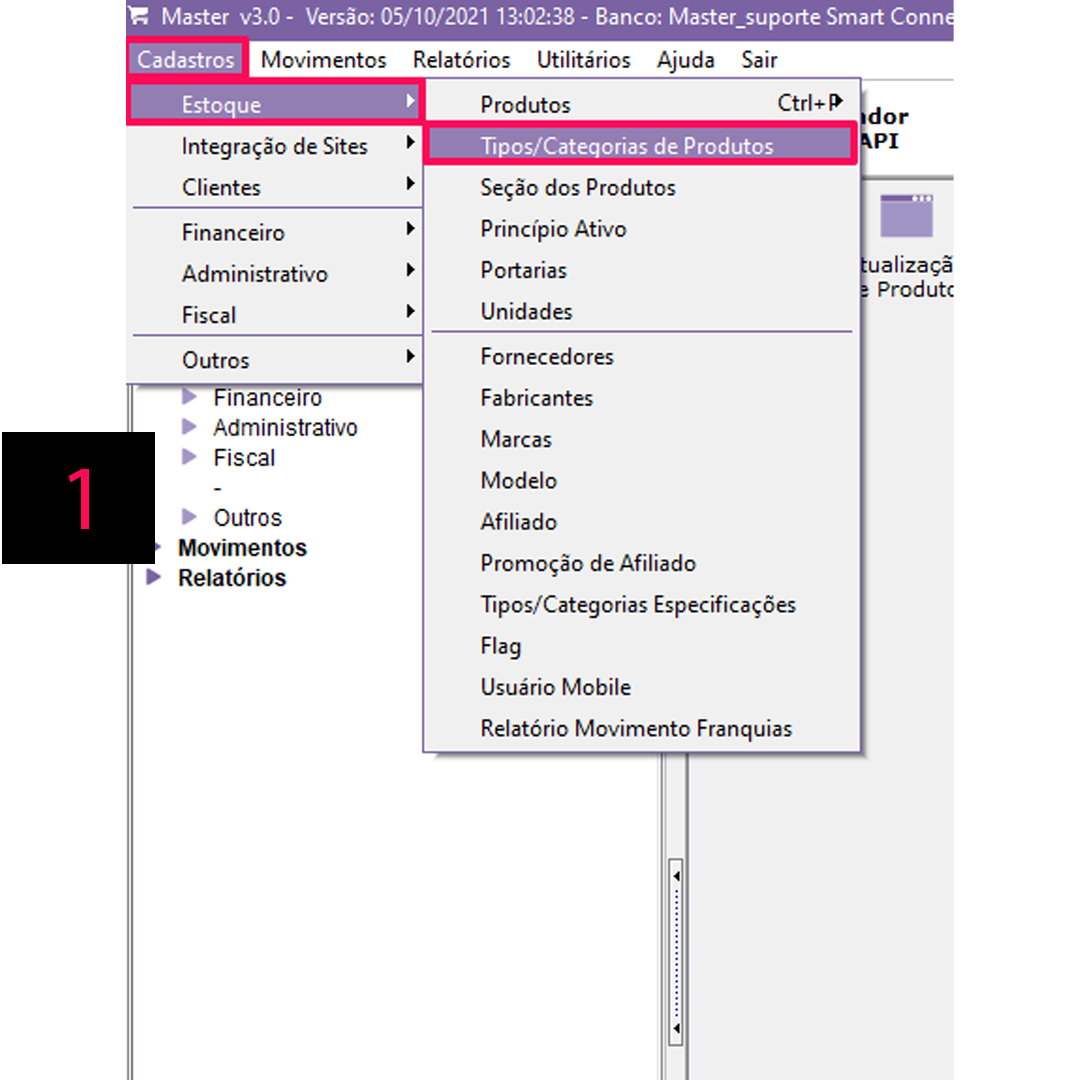 Master v3.0 - Versão: 05/10/2021 13:02:38 - Banco: Master_suporte Smart Conne
Cadastros Movimentos Relatórios Utilitários Ajuda Sair
Estoque
Integração de Sites
Clientes
Financeiro
Administrativo
Fiscal
Outros
Produtos Ctrl+P
Tipos/Categorias de Produtos
Seção dos Produtos
Princípio Ativo
Portarias
Unidades
Fornecedores
Fabricantes
Marcas
Modelo
Afiliado
Promoção de Afiliado
Tipos/Categorias Especificações
Flag
Usuário Mobile
Relatório Movimento Franquias
ador
API
tualizaçã
e Produto
Financeiro
Administrativo
Fiscal
-
Outros
Movimentos
Relatórios
1